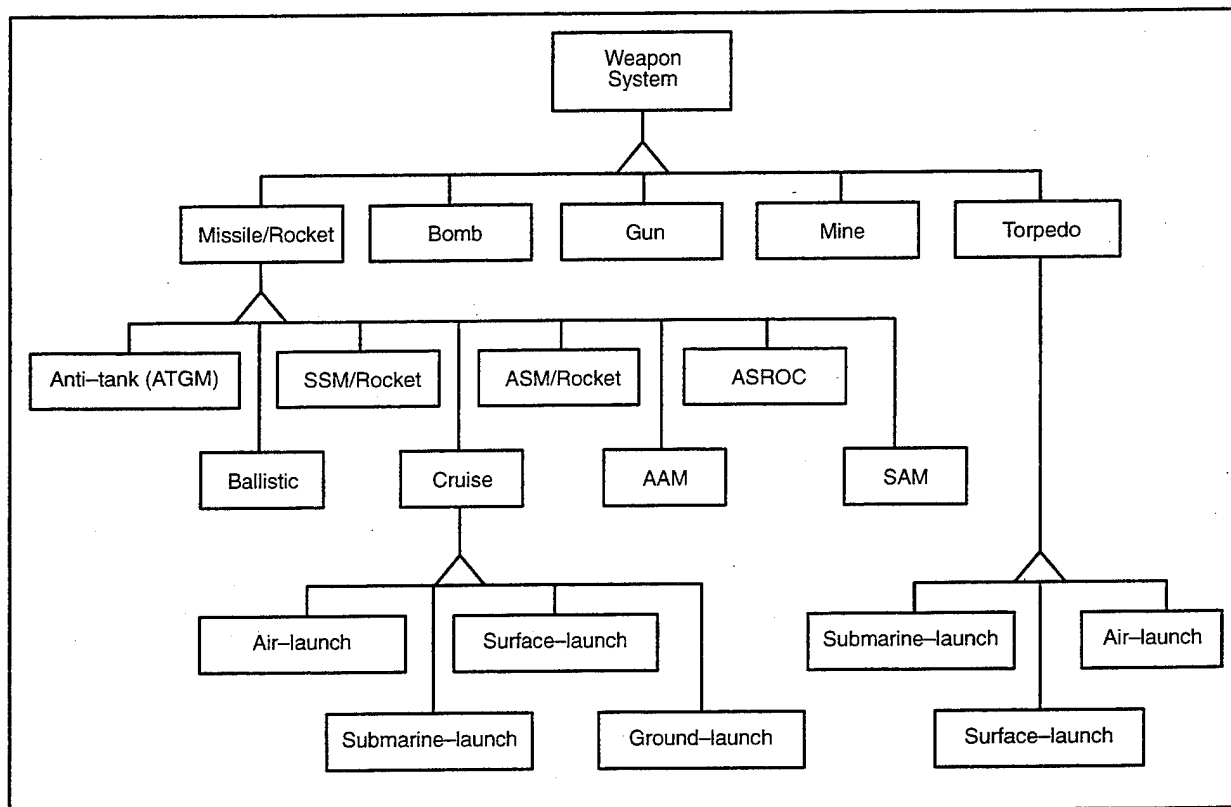 Weapon
System
Missile/Rocket
Bomb
Gun
Mine
Torpedo
Anti–tank (ATGM)
SSM/Rocket
ASM/Rocket
ASROC
Ballistic
Cruise
AAM
SAM
Air–launch
Surface–launch
Submarine–launch
Air–launch
Submarine–launch
Ground–launch
Surface–launch